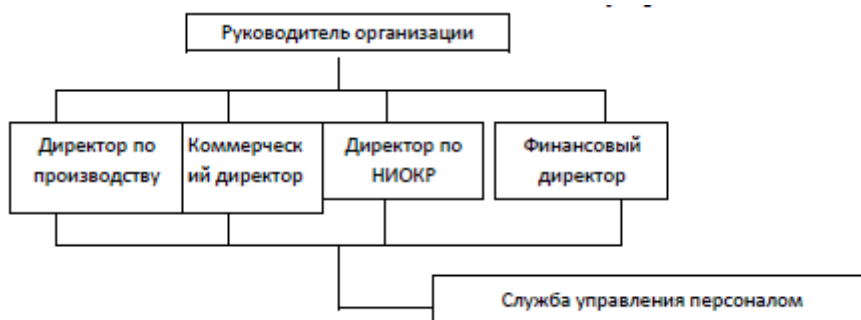 Руководитель организации
Директор по
производству
Коммерческ
ий директор
Директор по
НИОКР
Финансовый
директор
Служба управления персоналом